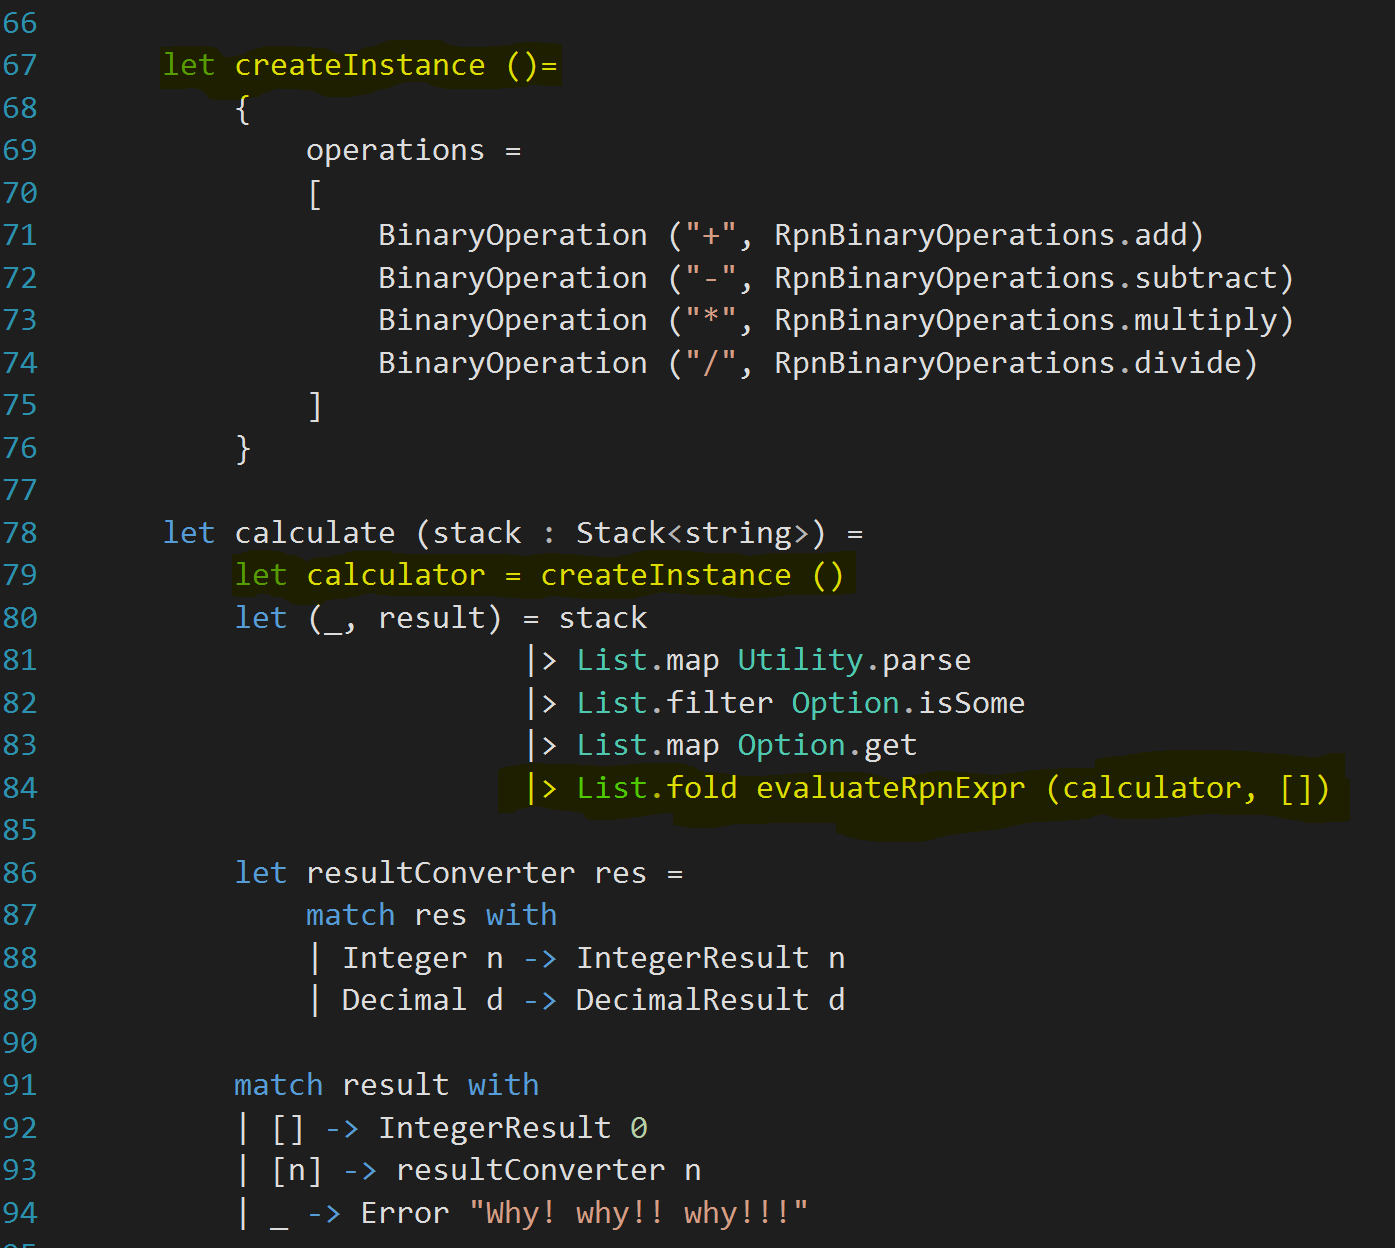 66
67 let createInstance ()=
68 {
69 operations =
70 [
71 BinaryOperation ("+", RpnBinaryOperations.add)
72 BinaryOperation ("-", RpnBinaryOperations.subtract)
73 BinaryOperation ("*", RpnBinaryOperations.multiply)
74 BinaryOperation ("/", RpnBinaryOperations.divide)
75 ]
76 }
77
78 let calculate (stack : Stack<string>) =
79 let calculator = createInstance ()
80 let (_, result) = stack
81 |> List.map Utility.parse
82 |> List.filter Option.isSome
83 |> List.map Option.get
84 |> List.fold evaluateRpnExpr (calculator, [])
85
86 let resultConverter res =
87 match res with
88 | Integer n -> IntegerResult n
89 | Decimal d -> DecimalResult d
90
91 match result with
92 | [] -> IntegerResult 0
93 | [n] -> resultConverter n
94 | _ -> Error "Why! why!! why!!!"